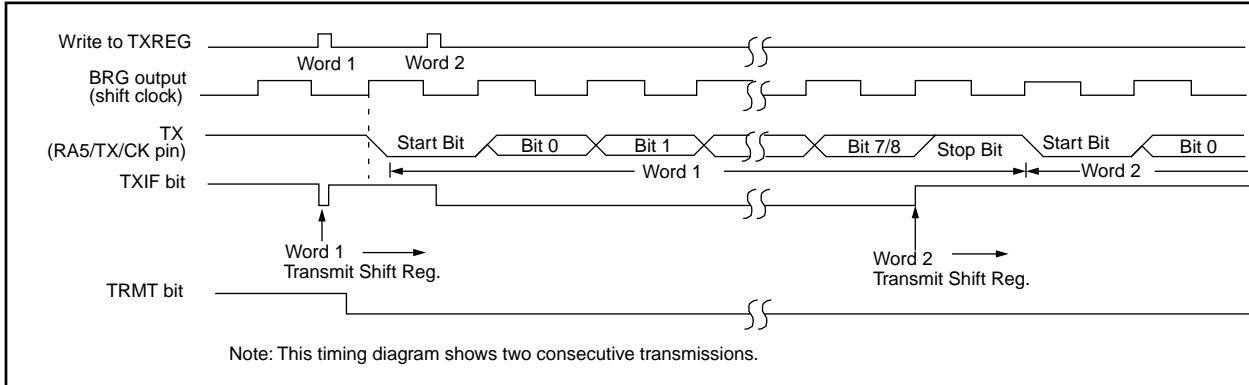 Write to TXREG
Word 1
Word 2
BRG output
(shift clock)
TX
(RA5/TX/CK pin)
Start Bit
Bit 0
Bit 1
Bit 7/8
Stop Bit
Start Bit
Bit 0
Word 1
Word 2
TXIF bit
Word 1
Transmit Shift Reg.
Word 2
Transmit Shift Reg.
TRMT bit
Note: This timing diagram shows two consecutive transmissions.